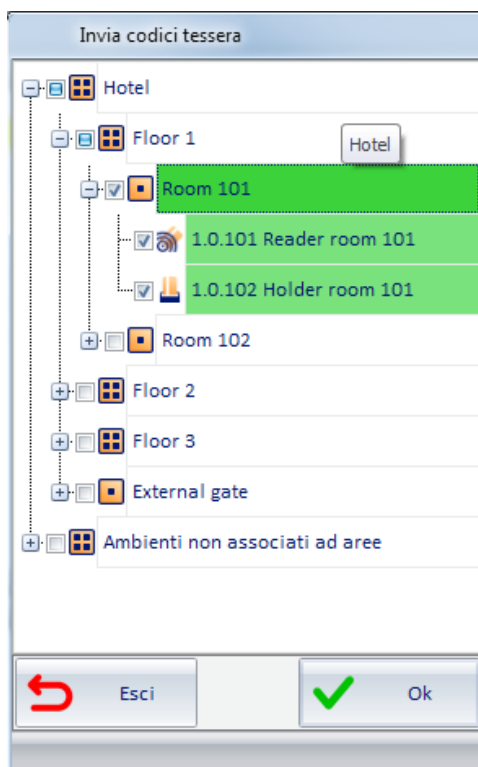 Invia codici tessera
Hotel
Floor 1
Hotel
Room 101
1.0.101 Reader room 101
1.0.102 Holder room 101
Room 102
Floor 2
Floor 3
External gate
Ambienti non associati ad aree
Esci
Ok